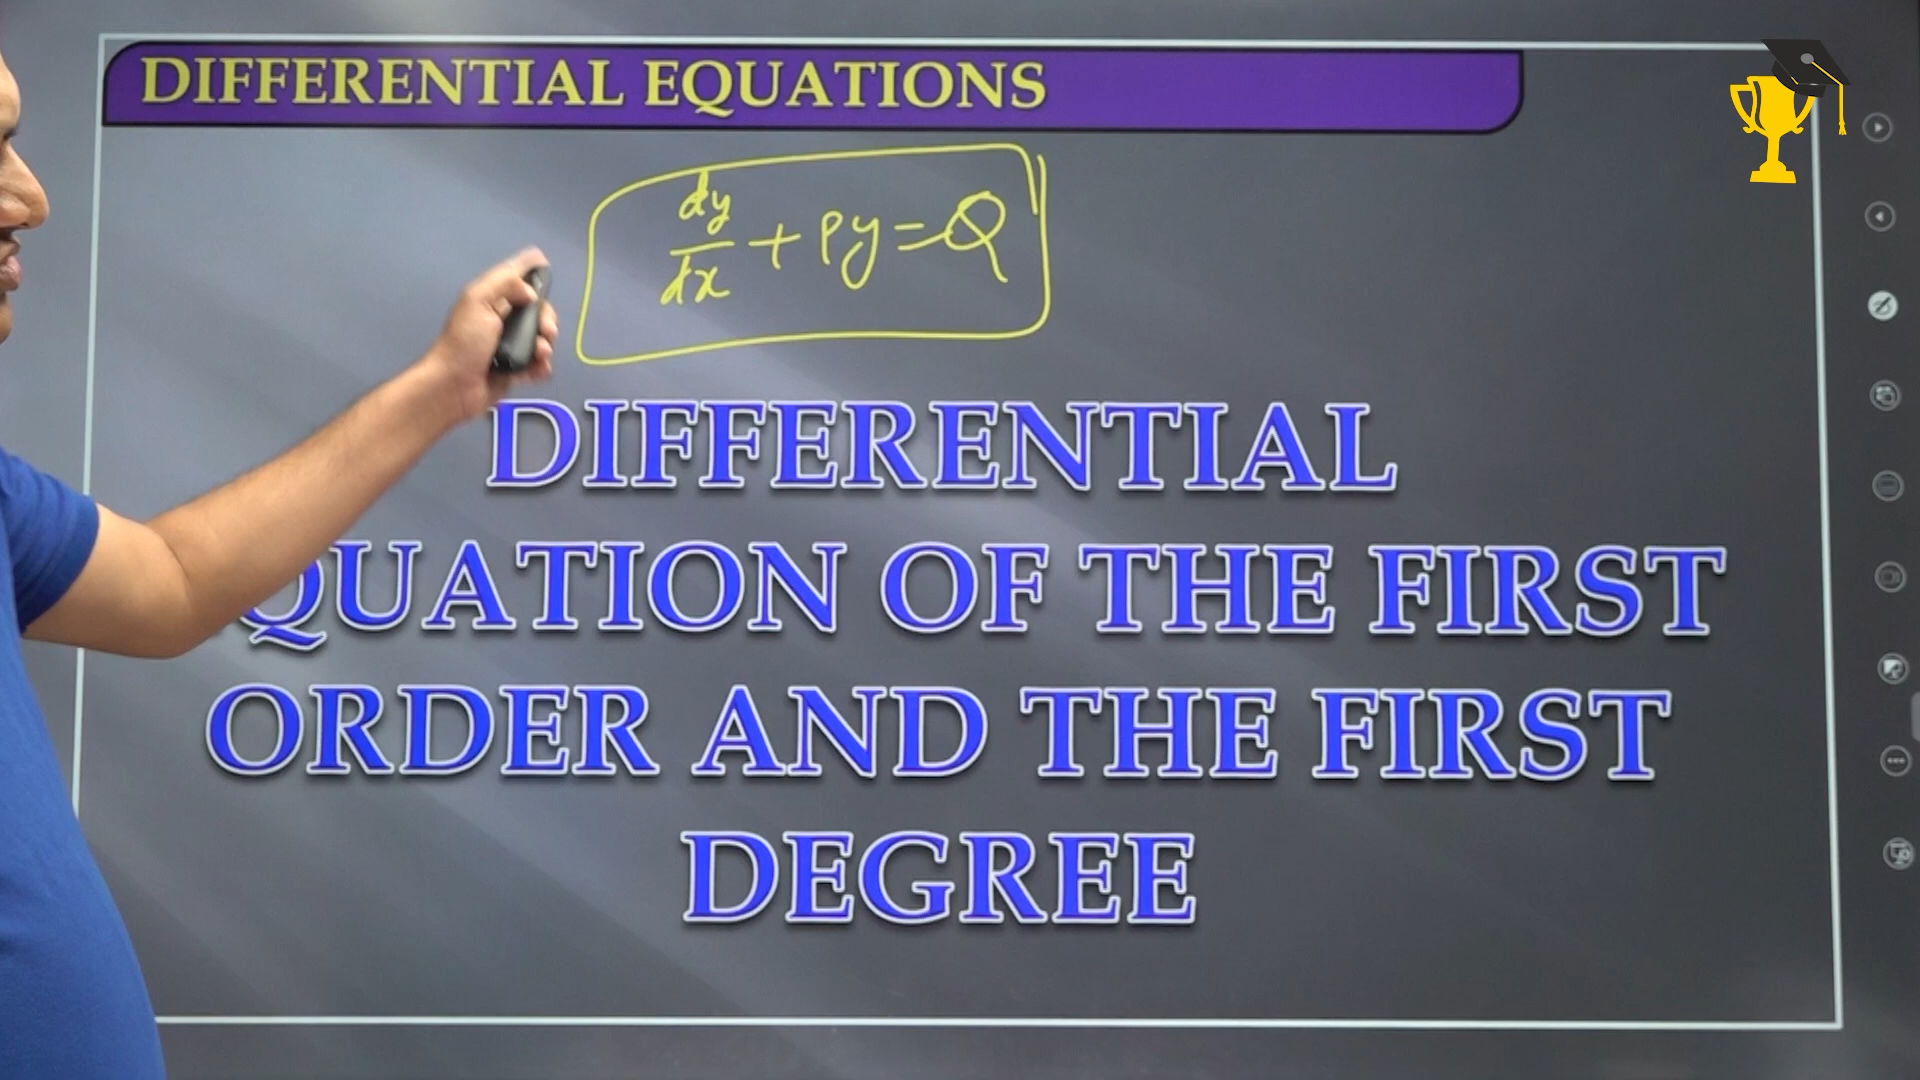 DIFFERENTIAL EQUATIONS
dy/dx + Py = Q
DIFFERENTIAL
QUATION OF THE FIRST
ORDER AND THE FIRST
DEGREE